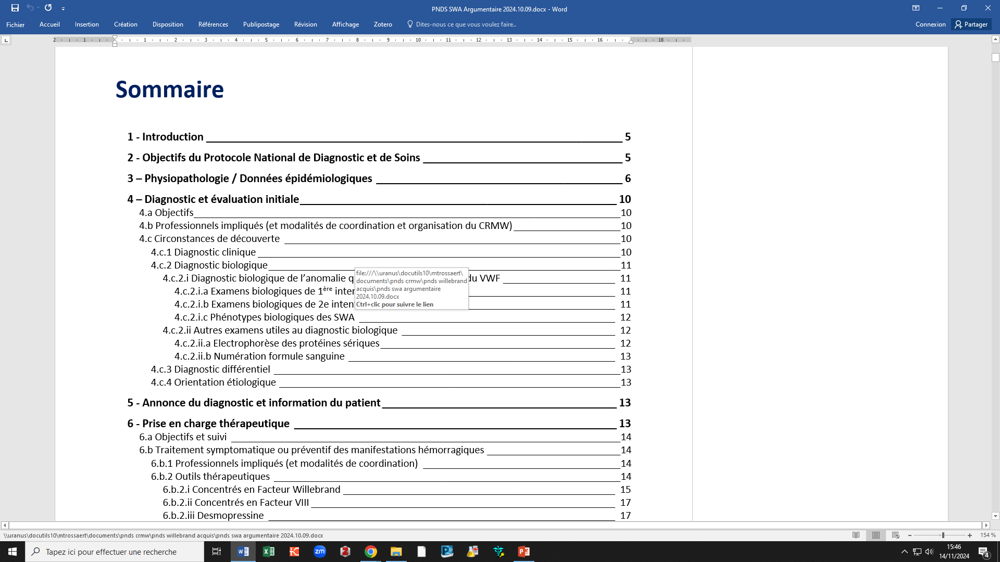 PNDS SWA Argumentaire 2024.10.09.docx - Word
Fichier Accueil Insertion Création Disposition Références Publipostage Révision Affichage Zotero Dites-nous ce que vous voulez faire.. Connexion Partager
2 1 1 2 3 4 5 6 7 8 9 10 11 12 13 14 15 16 18
Sommaire
1 - Introduction 5
2 - Objectifs du Protocole National de Diagnostic et de Soins 5
3 – Physiopathologie / Données épidémiologiques 6
4 – Diagnostic et évaluation initiale 10
4.a Objectifs 10
4.b Professionnels impliqués (et modalités de coordination et organisation du CRMW) 10
4.c Circonstances de découverte 10
4.c.1 Diagnostic clinique 10
4.c.2 Diagnostic biologique 11
4.c.2.i Diagnostic biologique de l’anomalie q du VWF 11
4.c.2.i.a Examens biologiques de 1ère inter 11
4.c.2.i.b Examens biologiques de 2e inten 11
file:///\\uranus\docutils10\mtrossaert\
documents\pnds crmw\pnds willebrand
acquis\pnds swa argumentaire
2024.10.09.docx
Ctrl+clic pour suivre le lien
4.c.2.i.c Phénotypes biologiques des SWA 12
4.c.2.ii Autres examens utiles au diagnostic biologique 12
4.c.2.ii.a Electrophorèse des protéines sériques 12
4.c.2.ii.b Numération formule sanguine 13
4.c.3 Diagnostic différentiel 13
4.c.4 Orientation étiologique 13
5 - Annonce du diagnostic et information du patient 13
6 - Prise en charge thérapeutique 13
6.a Objectifs et suivi 14
6.b Traitement symptomatique ou préventif des manifestations hémorragiques 14
6.b.1 Professionnels impliqués (et modalités de coordination) 14
6.b.2 Outils thérapeutiques 14
6.b.2.i Concentrés en Facteur Willebrand 15
6.b.2.ii Concentrés en Facteur VIII 17
6.b.2.iii Desmopressine 17
\\uranus\docutils10\mtrossaert\documents\pnds crmw\pnds willebrand acquis\pnds swa argumentaire 2024.10.09.docx 154 %
Tapez ici pour effectuer une recherche
zm
15:46
14/11/2024
4